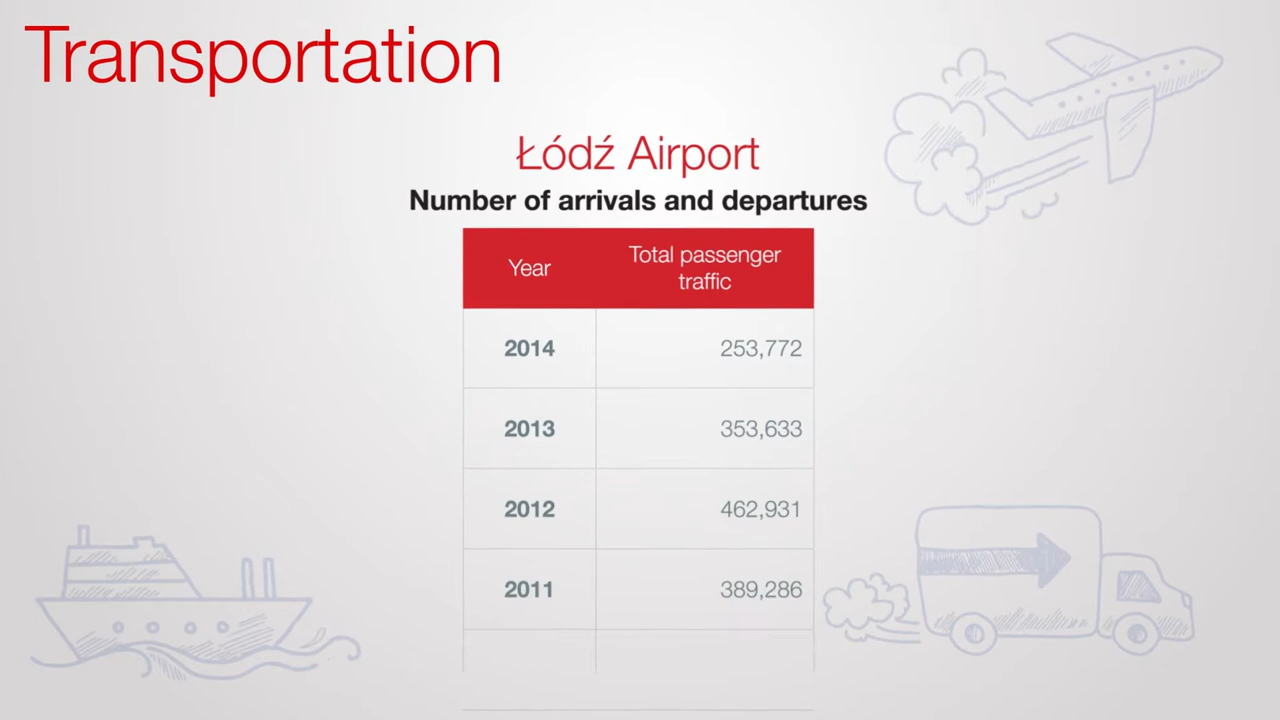 Transportation
Łódź Airport
Number of arrivals and departures
Year Total passenger traffic
2014 253,772
2013 353,633
2012 462,931
2011 389,286